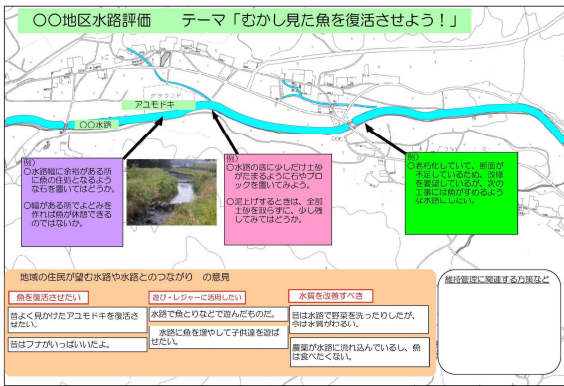 〇〇地区水路評価　　テーマ「むかし見た魚を復活させよう！」
グラウンド
アユモドキ
〇〇水路
例）
〇水路幅に余裕がある所
に魚の住処となるよう
な石を置いてはどうか。
〇幅がある所でよどみを
作れば魚が休憩できる
のではないか。
例）
〇水路の底に少しだけ土砂
がたまるように石やブロ
ックを置いてみよう。
〇泥上げするときは、全部
土砂を取らずに、少し残
してみてはどうか。
例）
〇老朽化していて、断面が
不足しているため、改修
を要望しているが、次の
工事には魚がすめるよう
な水路にしたい。
地域の住民が望む水路や水路とのつながり　の意見
魚を復活させたい
昔よく見かけたアユモドキを復活さ
せたい。
昔はフナがいっぱいいたよ。
遊び・レジャーに活用したい
水路で魚とりなどで遊んだものだ。
水路に魚を増やして子供達を遊ば
せたい。
水質を改善すべき
昔は水路で野菜を洗ったりしたが、
今は水質がわるい。
農薬が水路に流れ込んでいるし、魚
は食べたくない。
維持管理に関連する方策など